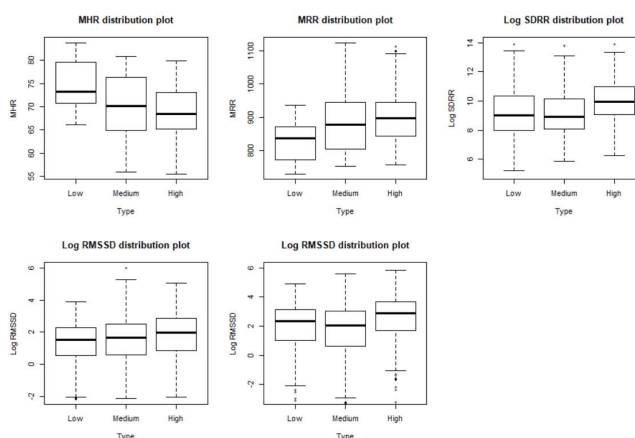 MHR distribution plot
MHR
80
75
70
65
60
55
Low Medium High
Type
MRR distribution plot
MRR
1100
1000
900
800
Low Medium High
Type
Log SDRR distribution plot
Log SDRR
14
12
10
8
6
Low Medium High
Type
Log RMSSD distribution plot
Log RMSSD
6
4
2
0
-2
Low Medium High
Type
Log RMSSD distribution plot
Log RMSSD
6
4
2
0
-2
Low Medium High
Type